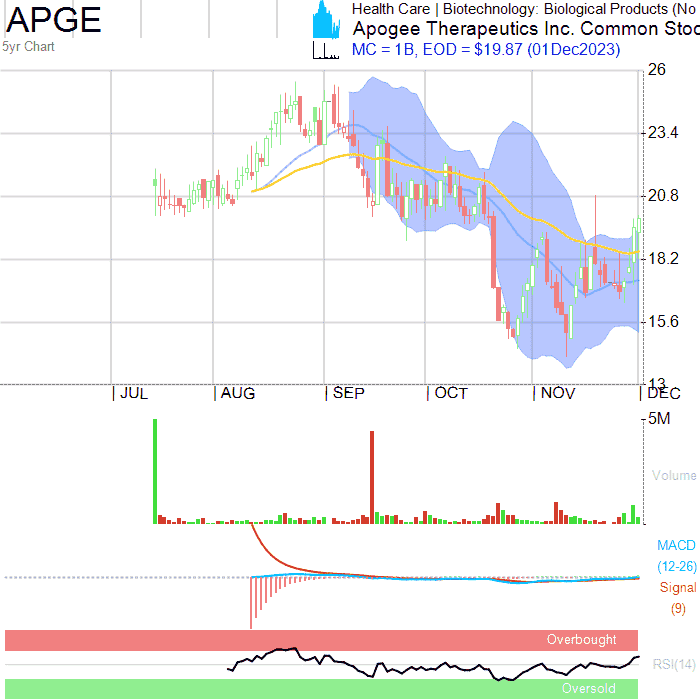 APGE
5yr Chart
Health Care | Biotechnology: Biological Products (No
Apogee Therapeutics Inc. Common Stoc
MC = 1B, EOD = $19.87 (01Dec2023)
26
23.4
20.8
18.2
15.6
13
JUL AUG SEP OCT NOV DEC
5M
Volume
MACD
(12-26)
Signal
(9)
Overbought
RSI(14)
Oversold